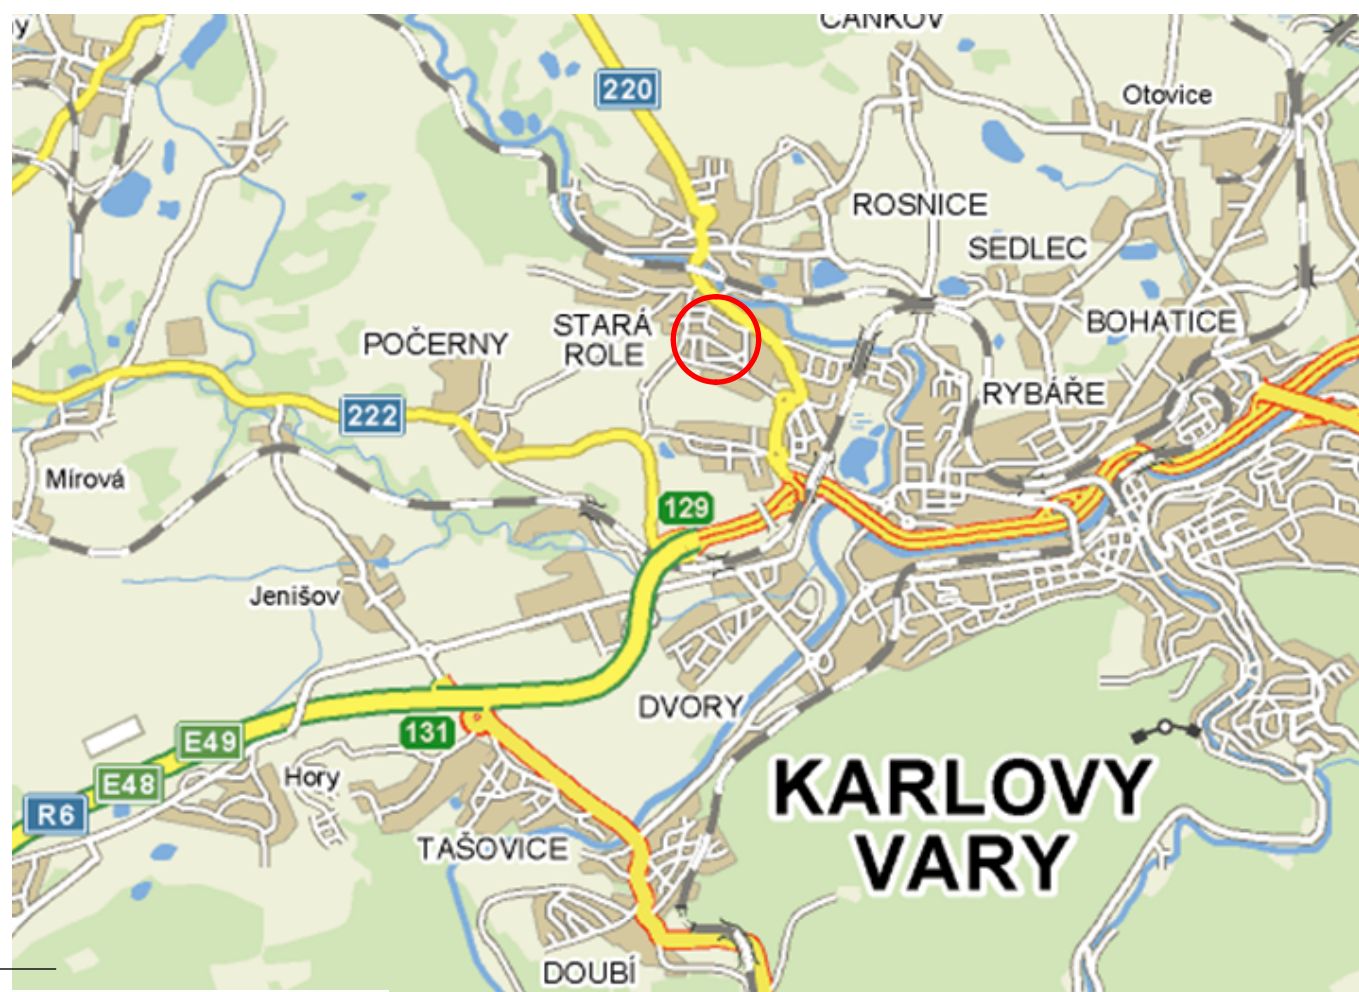 y
ČANKOV
220
Otovice
ROSNICE
SEDLEC
STARÁ
ROLE
BOHATICE
POČERNY
RYBÁŘE
222
Mírová
129
Jenišov
DVORY
131
E49
E48
R6
Hory
KARLOVY
VARY
TAŠOVICE
DOUBÍ